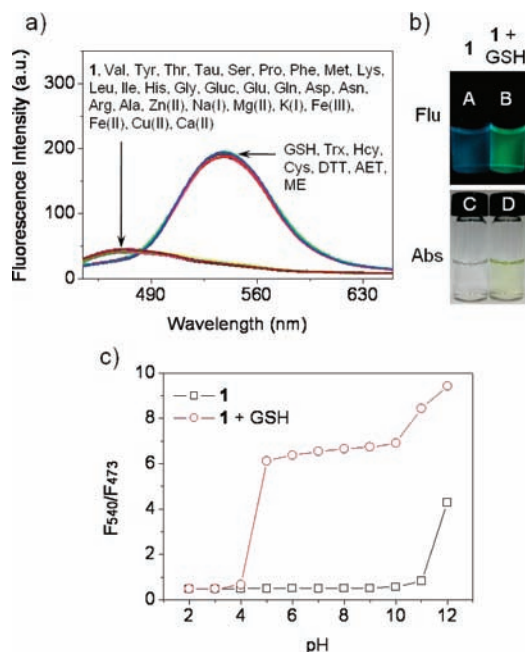 a)
b)
1, Val, Tyr, Thr, Tau, Ser, Pro, Phe, Met, Lys,
Leu, Ile, His, Gly, Gluc, Glu, Gln, Asp, Asn,
Arg, Ala, Zn(II), Na(I), Mg(II), K(I), Fe(III),
Fe(II), Cu(II), Ca(II)
GSH, Trx, Hcy,
Cys, DTT, AET,
ME
Fluorescence Intensity (a.u.)
300
200
100
0
490
560
630
Wavelength (nm)
1
1 +
GSH
Flu
A
B
Abs
C
D
c)
1
1 + GSH
F540/F473
10
8
6
4
2
0
2
4
6
8
10
12
pH